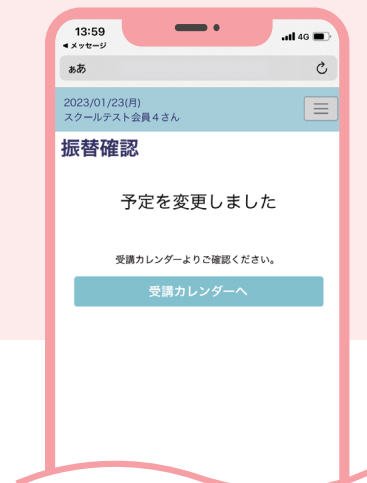 13:59
4G
◀ メッセージ
ぁあ
2023/01/23(月)
スクールテスト会員4さん
振替確認
予定を変更しました
受講カレンダーよりご確認ください。
受講カレンダーへ